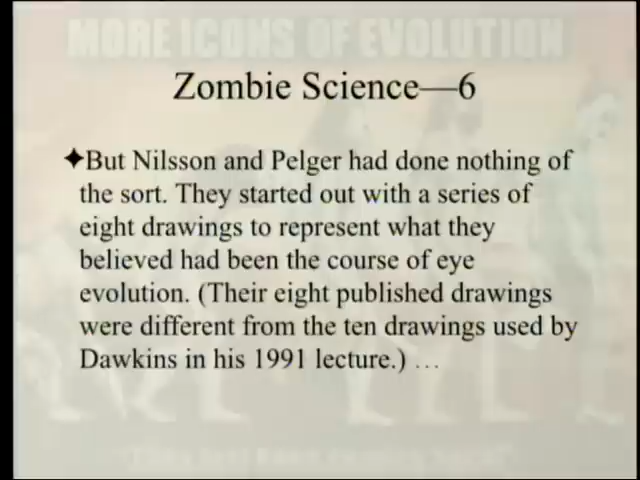 MORE ICONS OF EVOLUTION
Zombie Science—6
✦But Nilsson and Pelger had done nothing of
the sort. They started out with a series of
eight drawings to represent what they
believed had been the course of eye
evolution. (Their eight published drawings
were different from the ten drawings used by
Dawkins in his 1991 lecture.) …